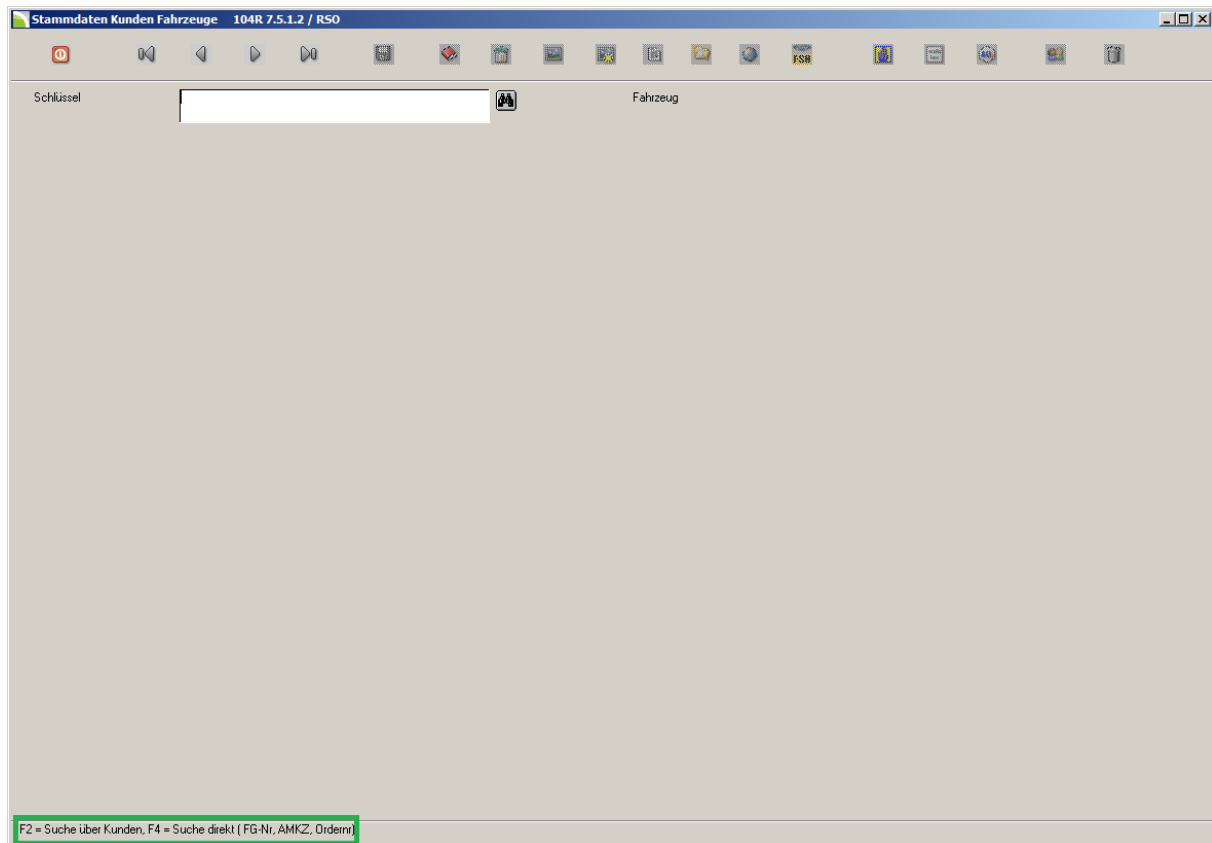 Stammdaten Kunden Fahrzeuge 104R 7.5.1.2 / RSO
FSH
Schlüssel
Fahrzeug
F2 = Suche über Kunden, F4 = Suche direkt ( FG-Nr, AMKZ, Ordernr)